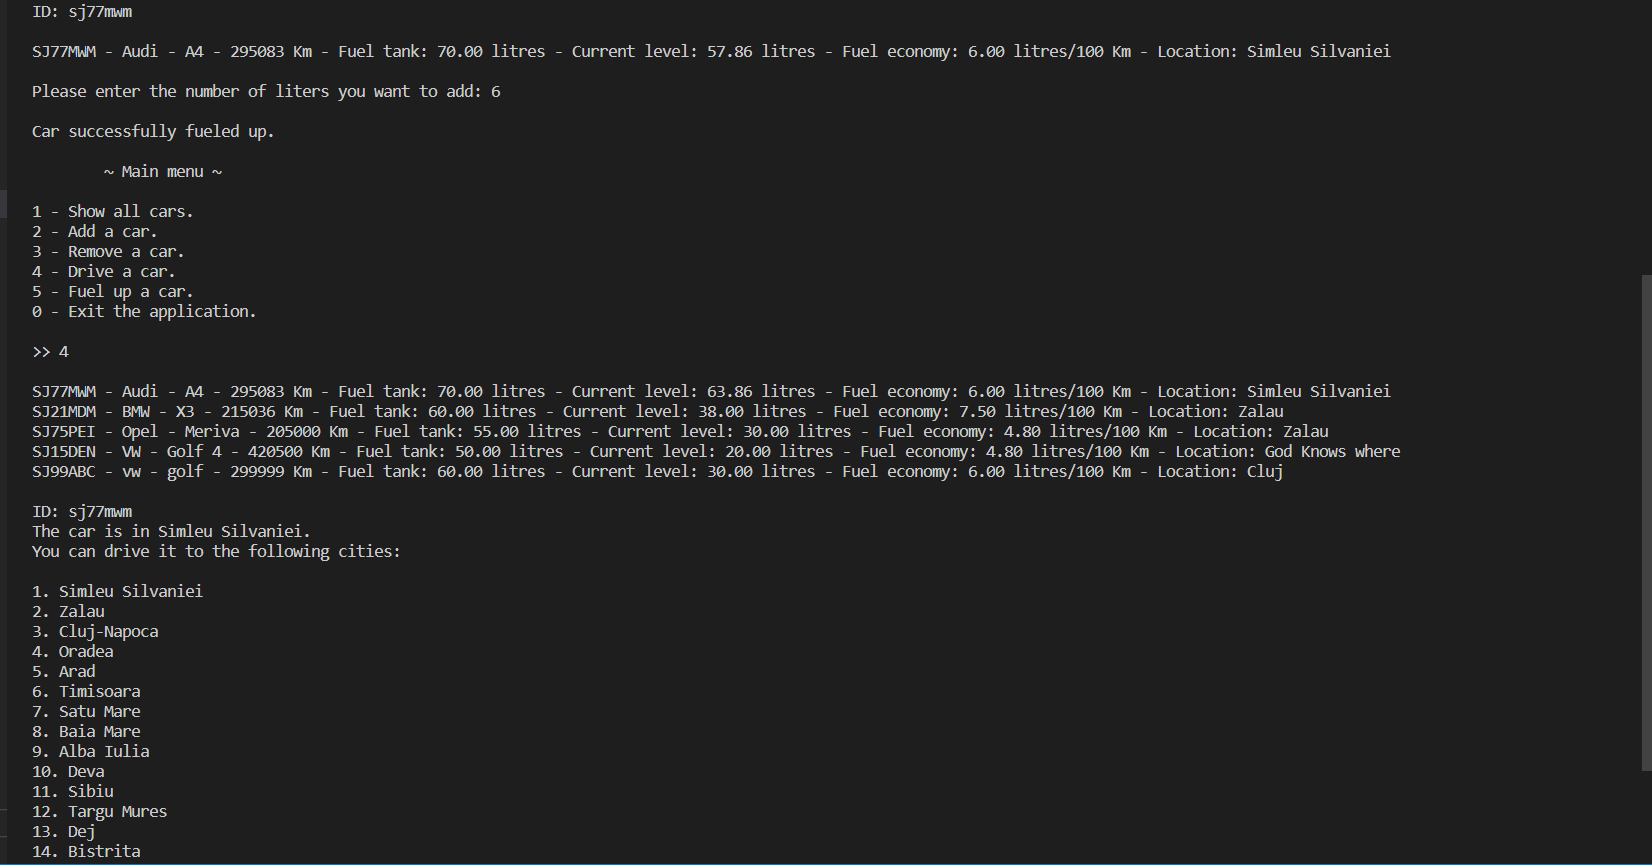 ID: sj77mwm
SJ77MWM - Audi - A4 - 295083 Km - Fuel tank: 70.00 litres - Current level: 57.86 litres - Fuel economy: 6.00 litres/100 Km - Location: Simleu Silvaniei
Please enter the number of liters you want to add: 6
Car successfully fueled up.
~ Main menu ~
1 - Show all cars.
2 - Add a car.
3 - Remove a car.
4 - Drive a car.
5 - Fuel up a car.
0 - Exit the application.
>> 4
SJ77MWM - Audi - A4 - 295083 Km - Fuel tank: 70.00 litres - Current level: 63.86 litres - Fuel economy: 6.00 litres/100 Km - Location: Simleu Silvaniei
SJ21MDM - BMW - X3 - 215036 Km - Fuel tank: 60.00 litres - Current level: 38.00 litres - Fuel economy: 7.50 litres/100 Km - Location: Zalau
SJ75PEI - Opel - Meriva - 205000 Km - Fuel tank: 55.00 litres - Current level: 30.00 litres - Fuel economy: 4.80 litres/100 Km - Location: Zalau
SJ15DEN - VW - Golf 4 - 420500 Km - Fuel tank: 50.00 litres - Current level: 20.00 litres - Fuel economy: 4.80 litres/100 Km - Location: God Knows where
SJ99ABC - vw - golf - 299999 Km - Fuel tank: 60.00 litres - Current level: 30.00 litres - Fuel economy: 6.00 litres/100 Km - Location: Cluj
ID: sj77mwm
The car is in Simleu Silvaniei.
You can drive it to the following cities:
1. Simleu Silvaniei
2. Zalau
3. Cluj-Napoca
4. Oradea
5. Arad
6. Timisoara
7. Satu Mare
8. Baia Mare
9. Alba Iulia
10. Deva
11. Sibiu
12. Targu Mures
13. Dej
14. Bistrita